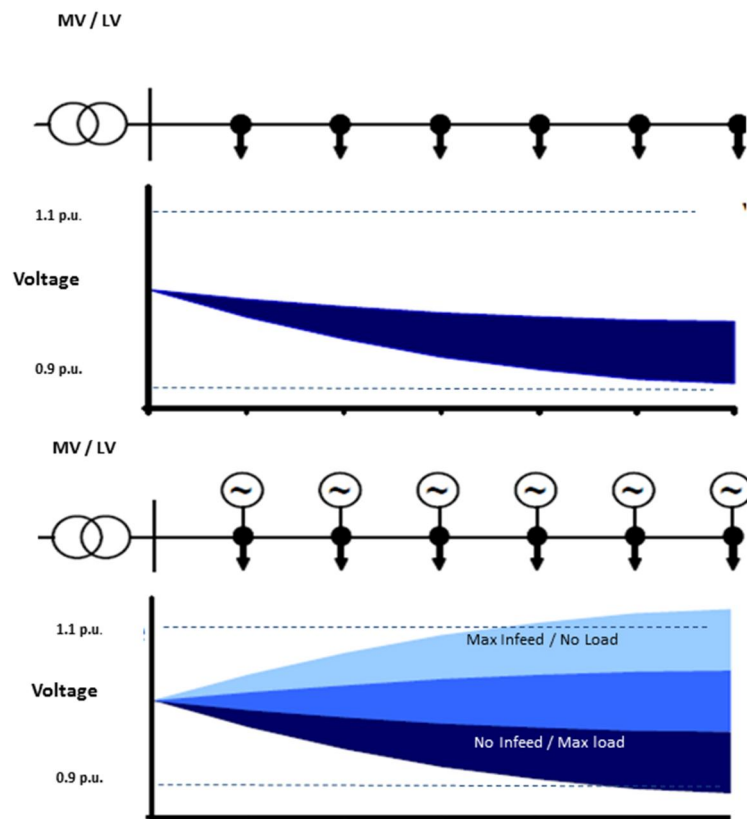 MV / LV
1.1 p.u.
Voltage
0.9 p.u.
MV / LV
~ ~ ~ ~ ~ ~
1.1 p.u.
Max Infeed / No Load
Voltage
No Infeed / Max load
0.9 p.u.